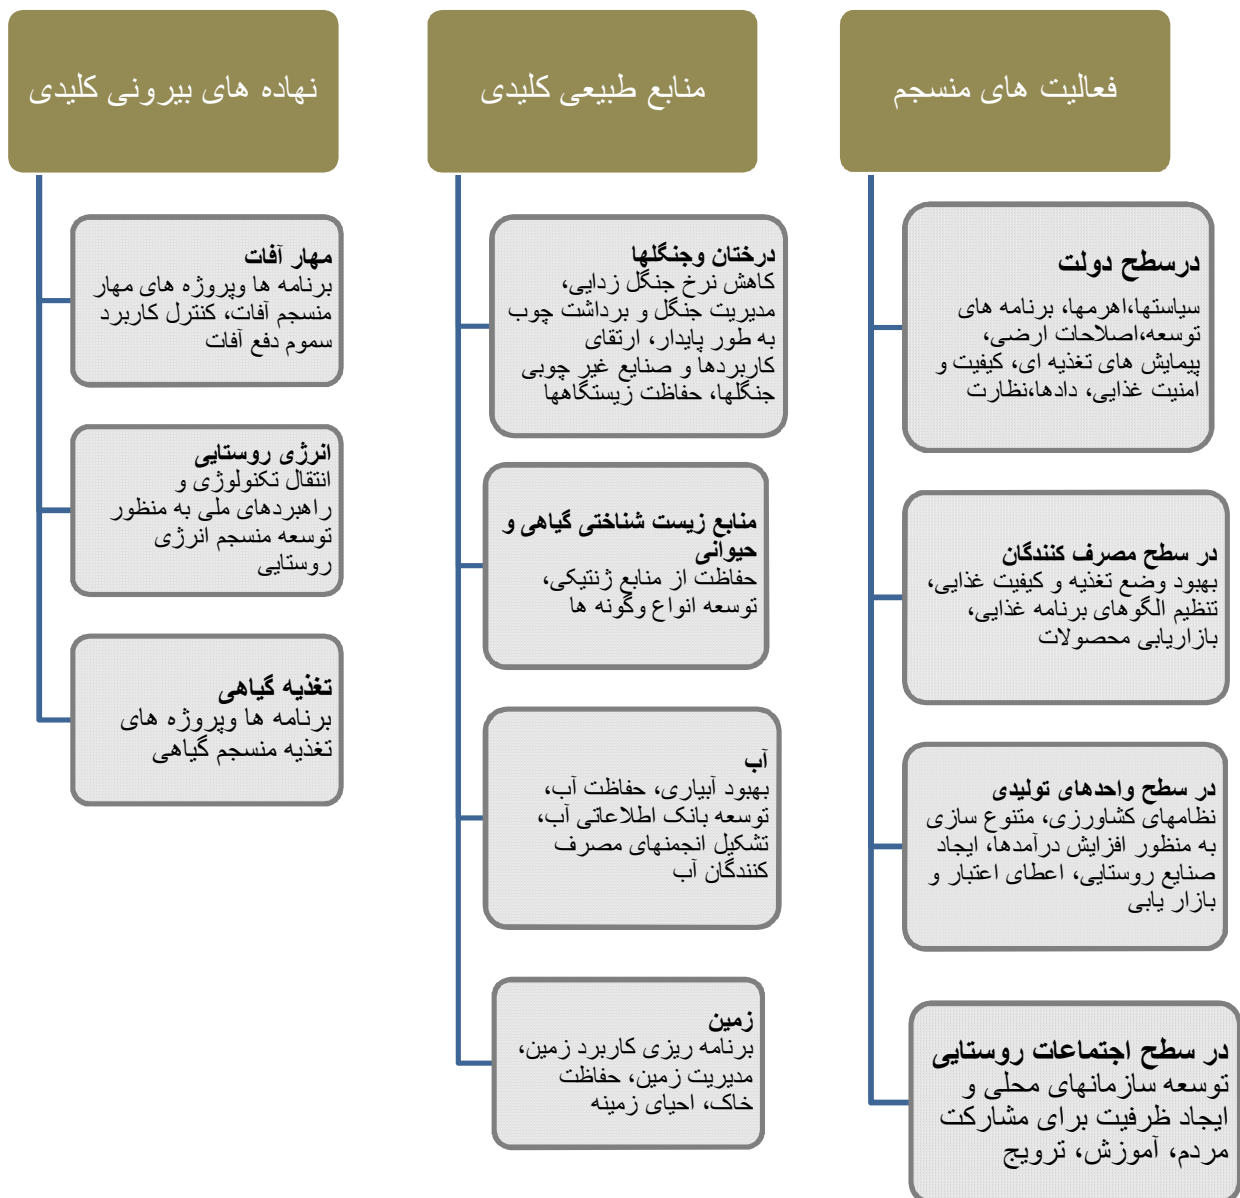 فعالیت های منسجم
درسطح دولت
سیاستها،اهرمها، برنامه های
توسعه،اصلاحات ارضی،
پیمایش های تغذیه ای، کیفیت و
امنیت غذایی، دادها،نظارت
در سطح مصرف کنندگان
بهبود وضع تغذیه و کیفیت غذایی،
تنظیم الگوهای برنامه غذایی،
بازاریابی محصولات
در سطح واحدهای تولیدی
نظامهای کشاورزی، متنوع سازی
به منظور افزایش درآمدها، ایجاد
صنایع روستایی، اعطای اعتبار و
بازار یابی
در سطح اجتماعات روستایی
توسعه سازمانهای محلی و
ایجاد ظرفیت برای مشارکت
مردم، آموزش، ترویج
منابع طبیعی کلیدی
درختان وجنگلها
کاهش نرخ جنگل زدایی،
مدیریت جنگل و برداشت چوب
به طور پایدار، ارتقای
کاربردها و صنایع غیر چوبی
جنگلها، حفاظت زیستگاهها
منابع زیست شناختی گیاهی و
حیوانی
حفاظت از منابع ژنتیکی،
توسعه انواع وگونه ها
آب
بهبود آبیاری، حفاظت آب،
توسعه بانک اطلاعاتی آب،
تشکیل انجمنهای مصرف
کنندگان آب
زمین
برنامه ریزی کاربرد زمین،
مدیریت زمین، حفاظت
خاک، احیای زمینه
نهاده های بیرونی کلیدی
مهار آفات
برنامه ها وپروژه های مهار
منسجم آفات، کنترل کاربرد
سموم دفع آفات
انرژی روستایی
انتقال تکنولوژی و
راهبردهای ملی به منظور
توسعه منسجم انرژی
روستایی
تغذیه گیاهی
برنامه ها وپروژه های
تغذیه منسجم گیاهی